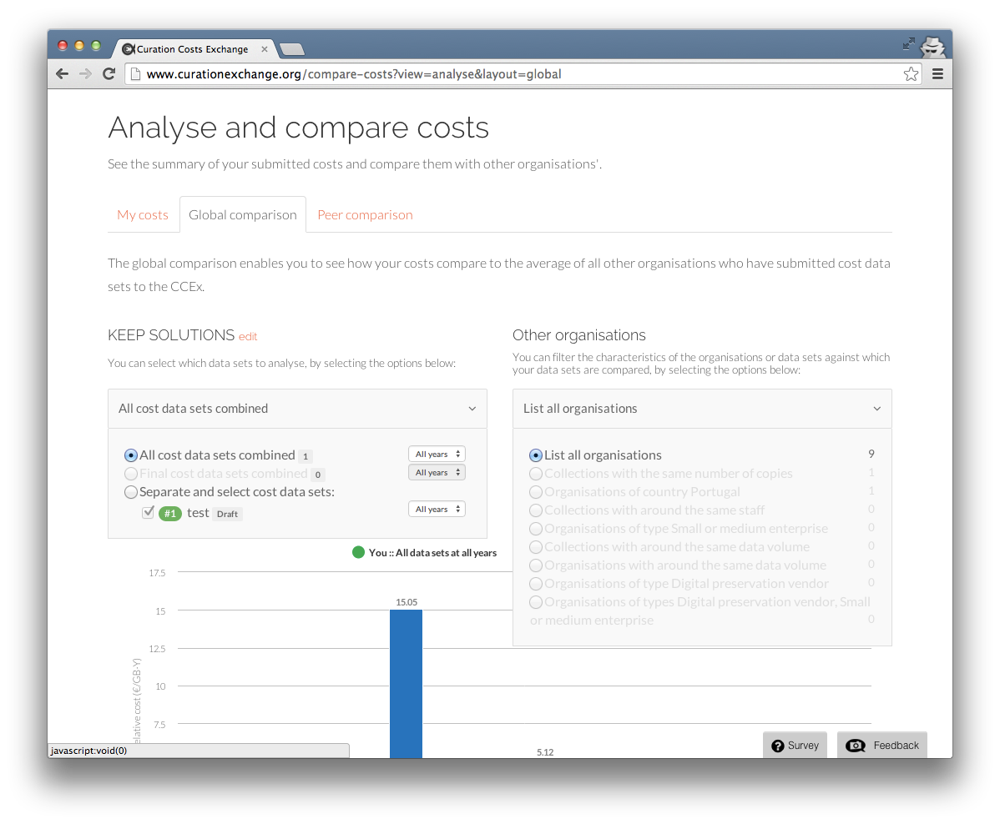 Curation Costs Exchange
www.curationexchange.org/compare-costs?view=analyse&layout=global
Analyse and compare costs
See the summary of your submitted costs and compare them with other organisations'.
My costs
Global comparison
Peer comparison
The global comparison enables you to see how your costs compare to the average of all other organisations who have submitted cost data
sets to the CCEx.
KEEP SOLUTIONS edit
You can select which data sets to analyse, by selecting the options below:
All cost data sets combined
All cost data sets combined 1 All years
Final cost data sets combined 0 All years
Separate and select cost data sets:
#1 test Draft All years
Other organisations
You can filter the characteristics of the organisations or data sets against which
your data sets are compared, by selecting the options below:
List all organisations
List all organisations 9
Collections with the same number of copies 1
Organisations of country Portugal 1
Collections with around the same staff 0
Organisations of type Small or medium enterprise 0
Collections with around the same data volume 0
Organisations with around the same data volume 0
Organisations of type Digital preservation vendor 0
Organisations of types Digital preservation vendor, Small
or medium enterprise 0
You :: All data sets at all years
17.5
15
12.5
10
7.5
elative cost (€/GB·Y)
15.05
5.12
javascript:void(0)
Survey
Feedback